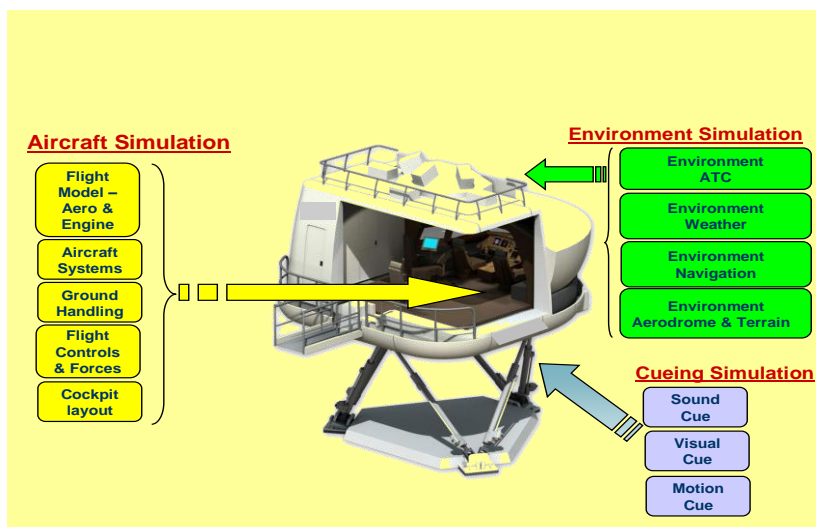 Aircraft Simulation
Flight
Model –
Aero &
Engine
Aircraft
Systems
Ground
Handling
Flight
Controls
& Forces
Cockpit
layout
Environment Simulation
Environment
ATC
Environment
Weather
Environment
Navigation
Environment
Aerodrome & Terrain
Cueing Simulation
Sound
Cue
Visual
Cue
Motion
Cue